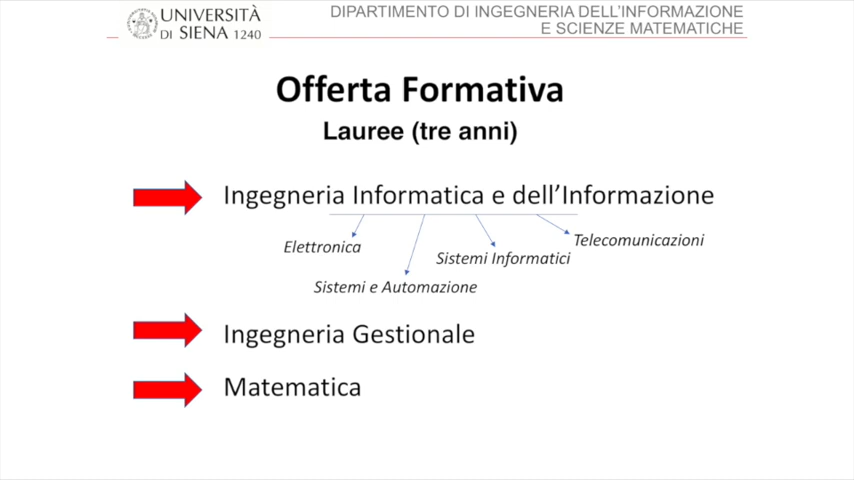 UNIVERSITÀ
DI SIENA 1240
DIPARTIMENTO DI INGEGNERIA DELL'INFORMAZIONE
E SCIENZE MATEMATICHE
Offerta Formativa
Lauree (tre anni)
Ingegneria Informatica e dell'Informazione
Elettronica
Sistemi e Automazione
Sistemi Informatici
Telecomunicazioni
Ingegneria Gestionale
Matematica